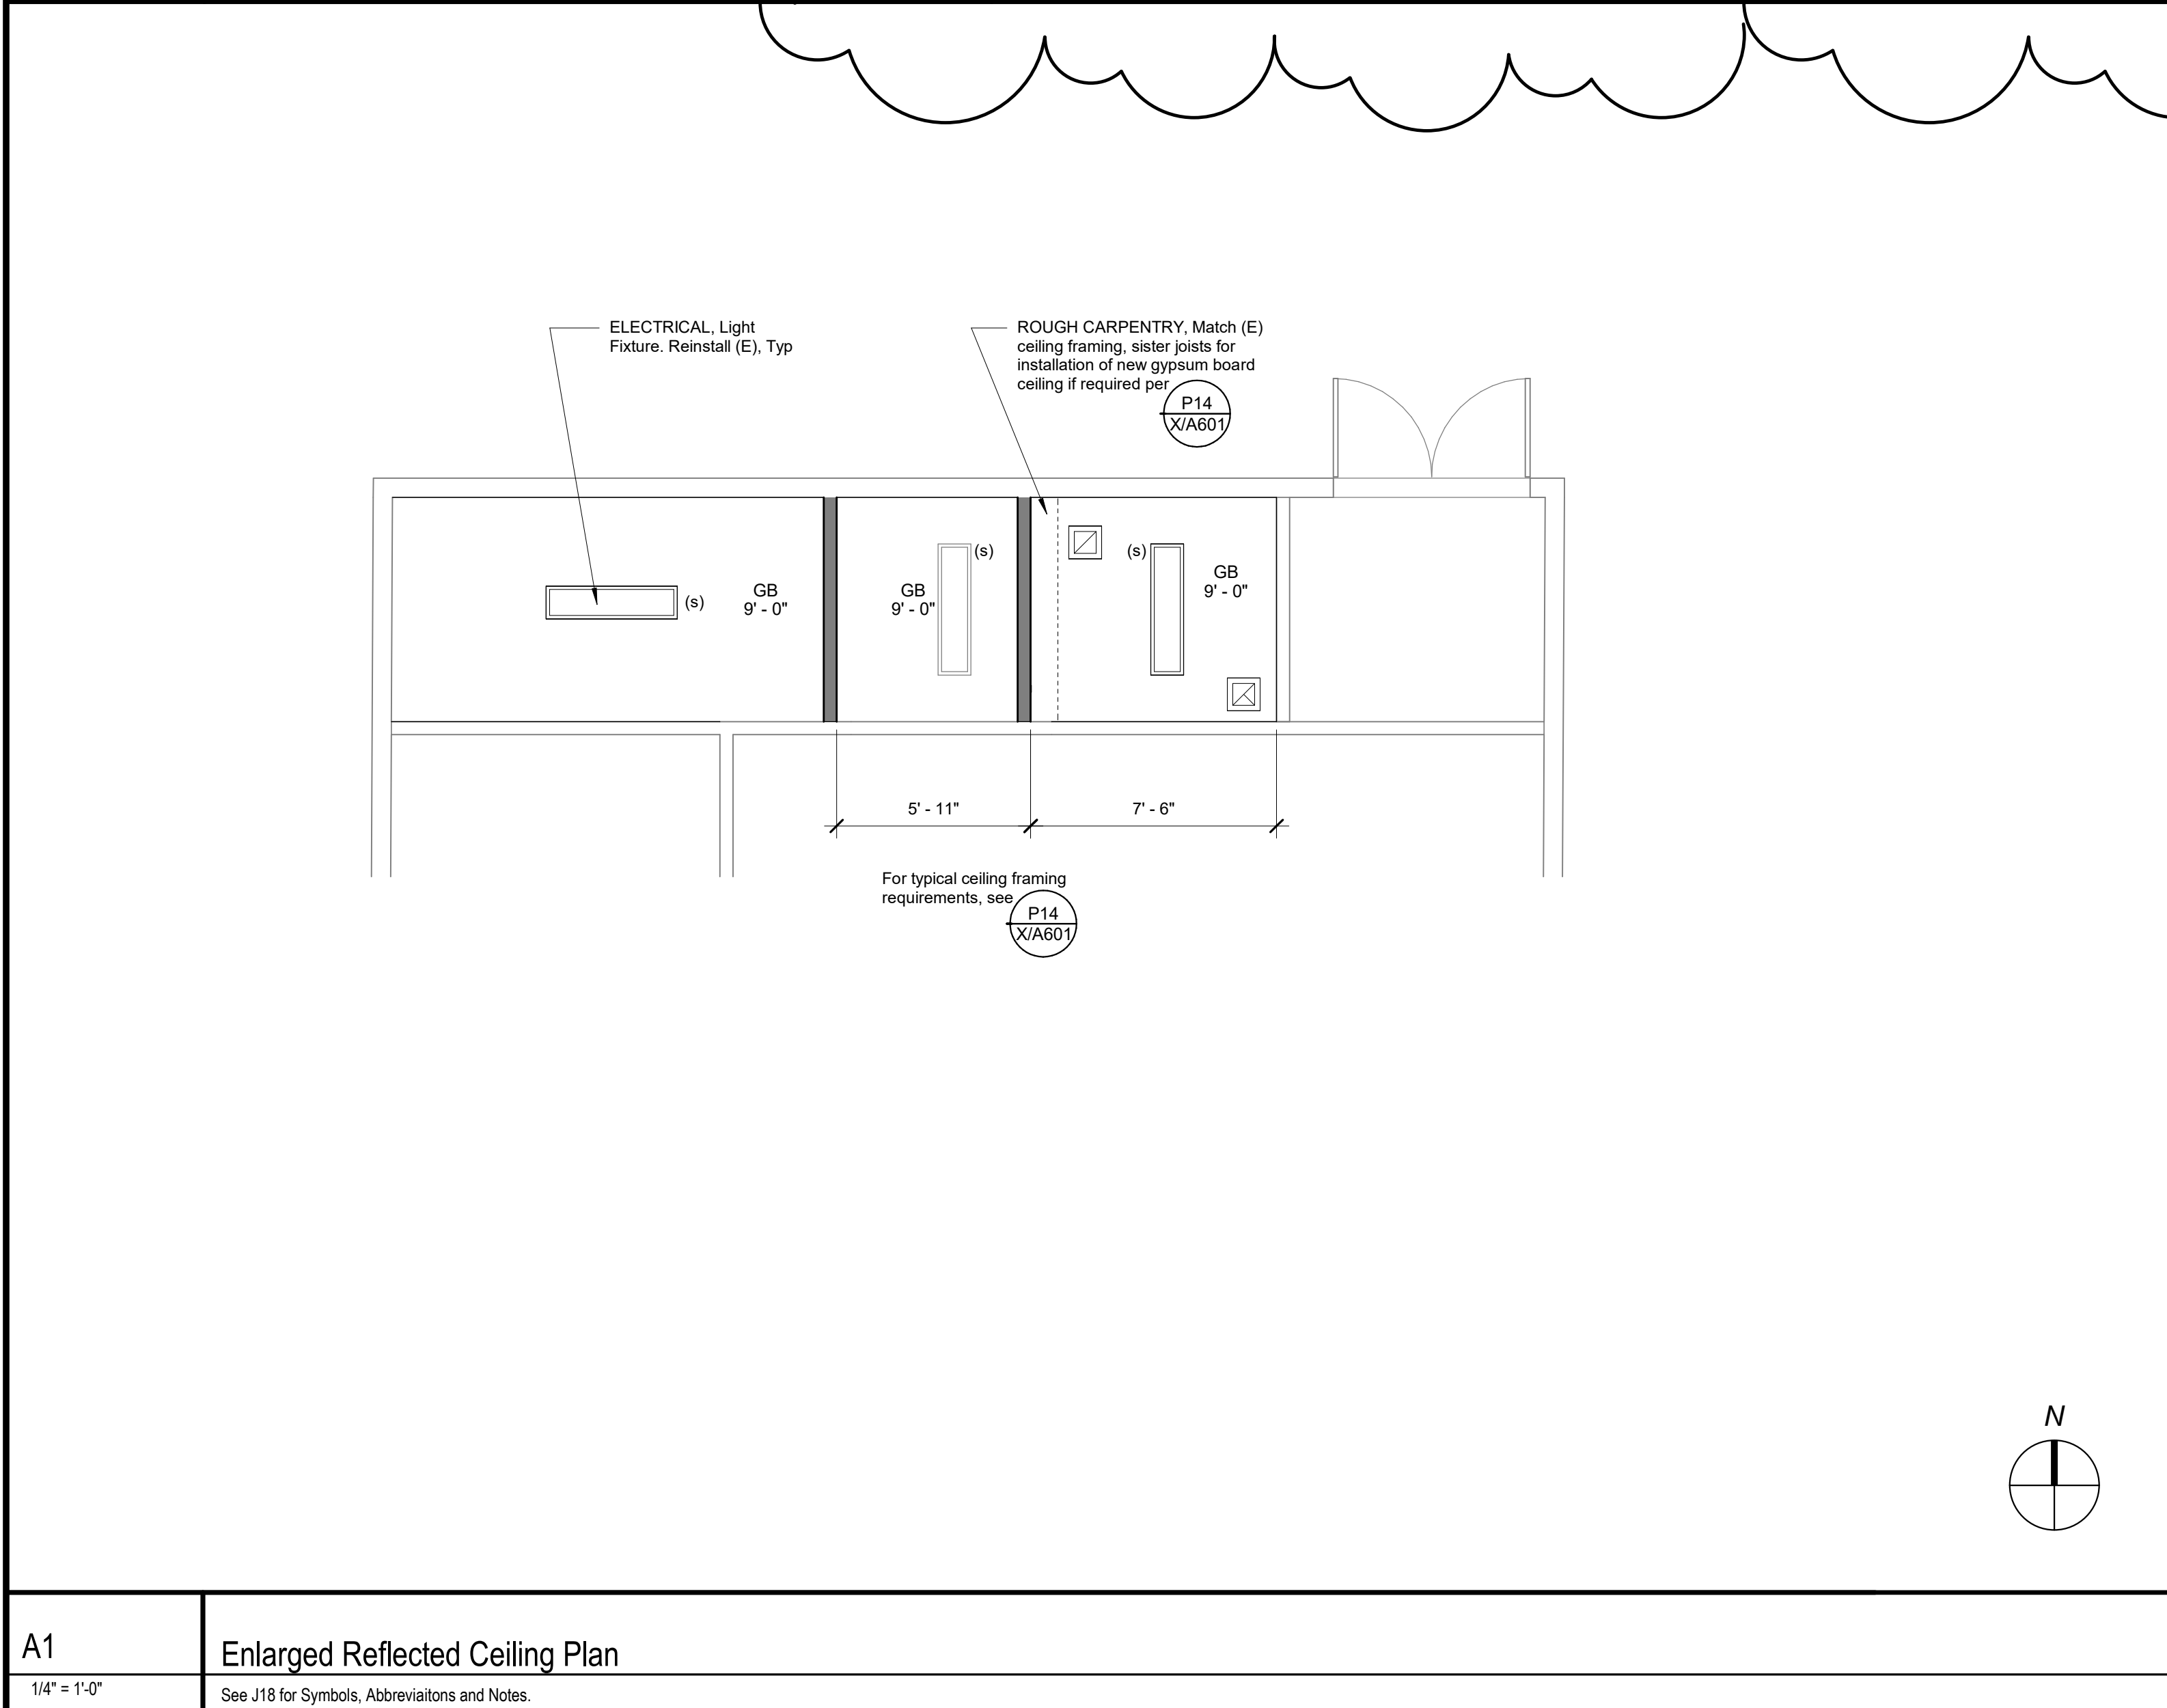 ELECTRICAL, Light
Fixture. Reinstall (E), Typ
ROUGH CARPENTRY, Match (E)
ceiling framing, sister joists for
installation of new gypsum board
ceiling if required per
P14
X/A601
(s)
GB
9' - 0"
GB
9' - 0"
(s)
(s)
GB
9' - 0"
5' - 11"
7' - 6"
For typical ceiling framing
requirements, see
P14
X/A601
N
A1
Enlarged Reflected Ceiling Plan
1/4" = 1'-0"
See J18 for Symbols, Abbreviaitons and Notes.